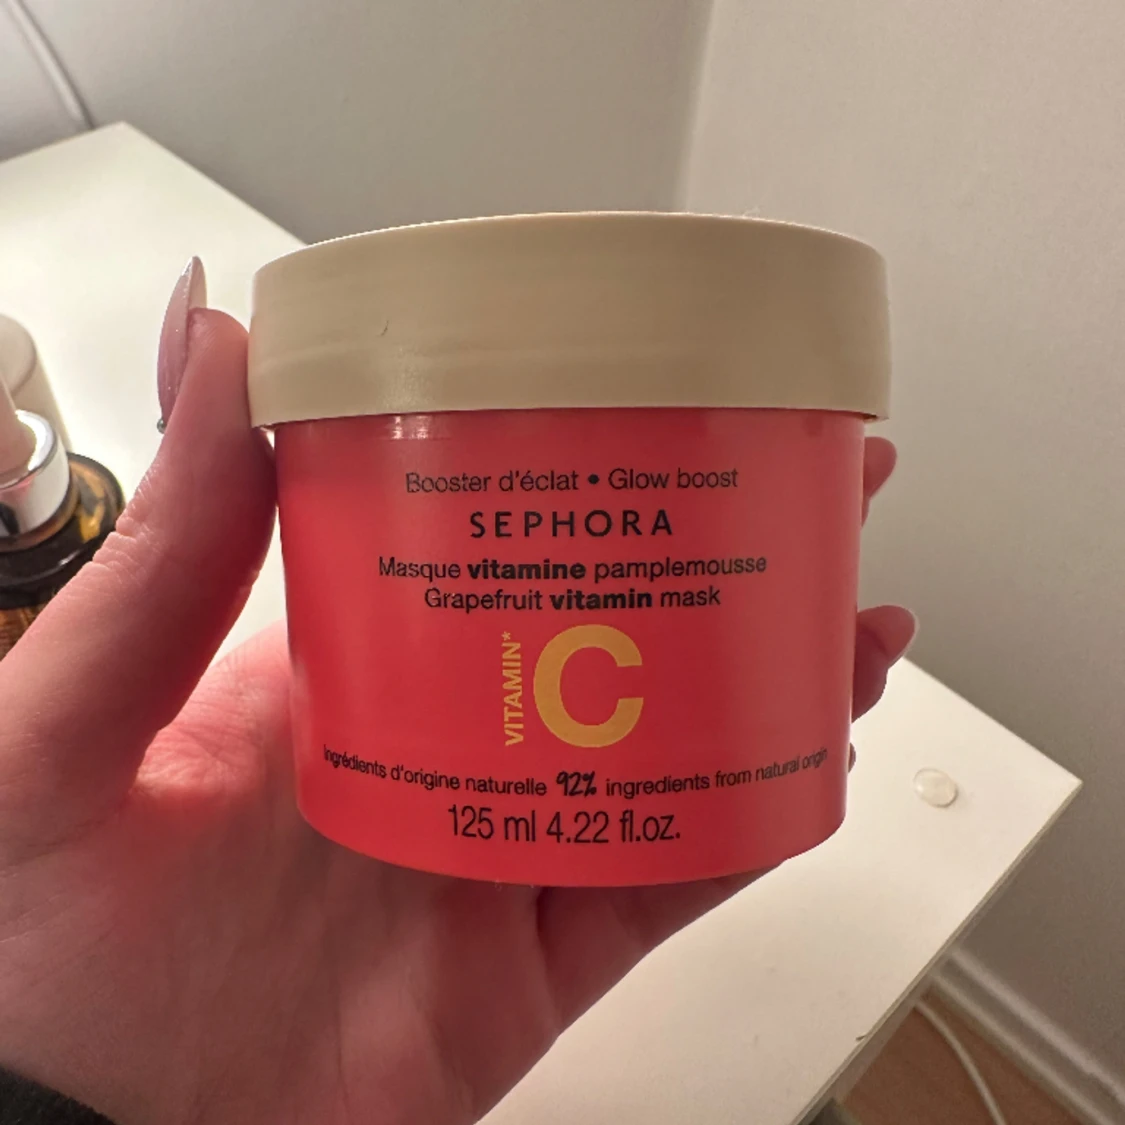 Booster d'éclat • Glow boost
SEPHORA
Masque vitamine pamplemousse
Grapefruit vitamin mask
VITAMIN*
C
Ingrédients d'origine naturelle 92% ingredients from natural origin
125 ml 4.22 fl.oz.